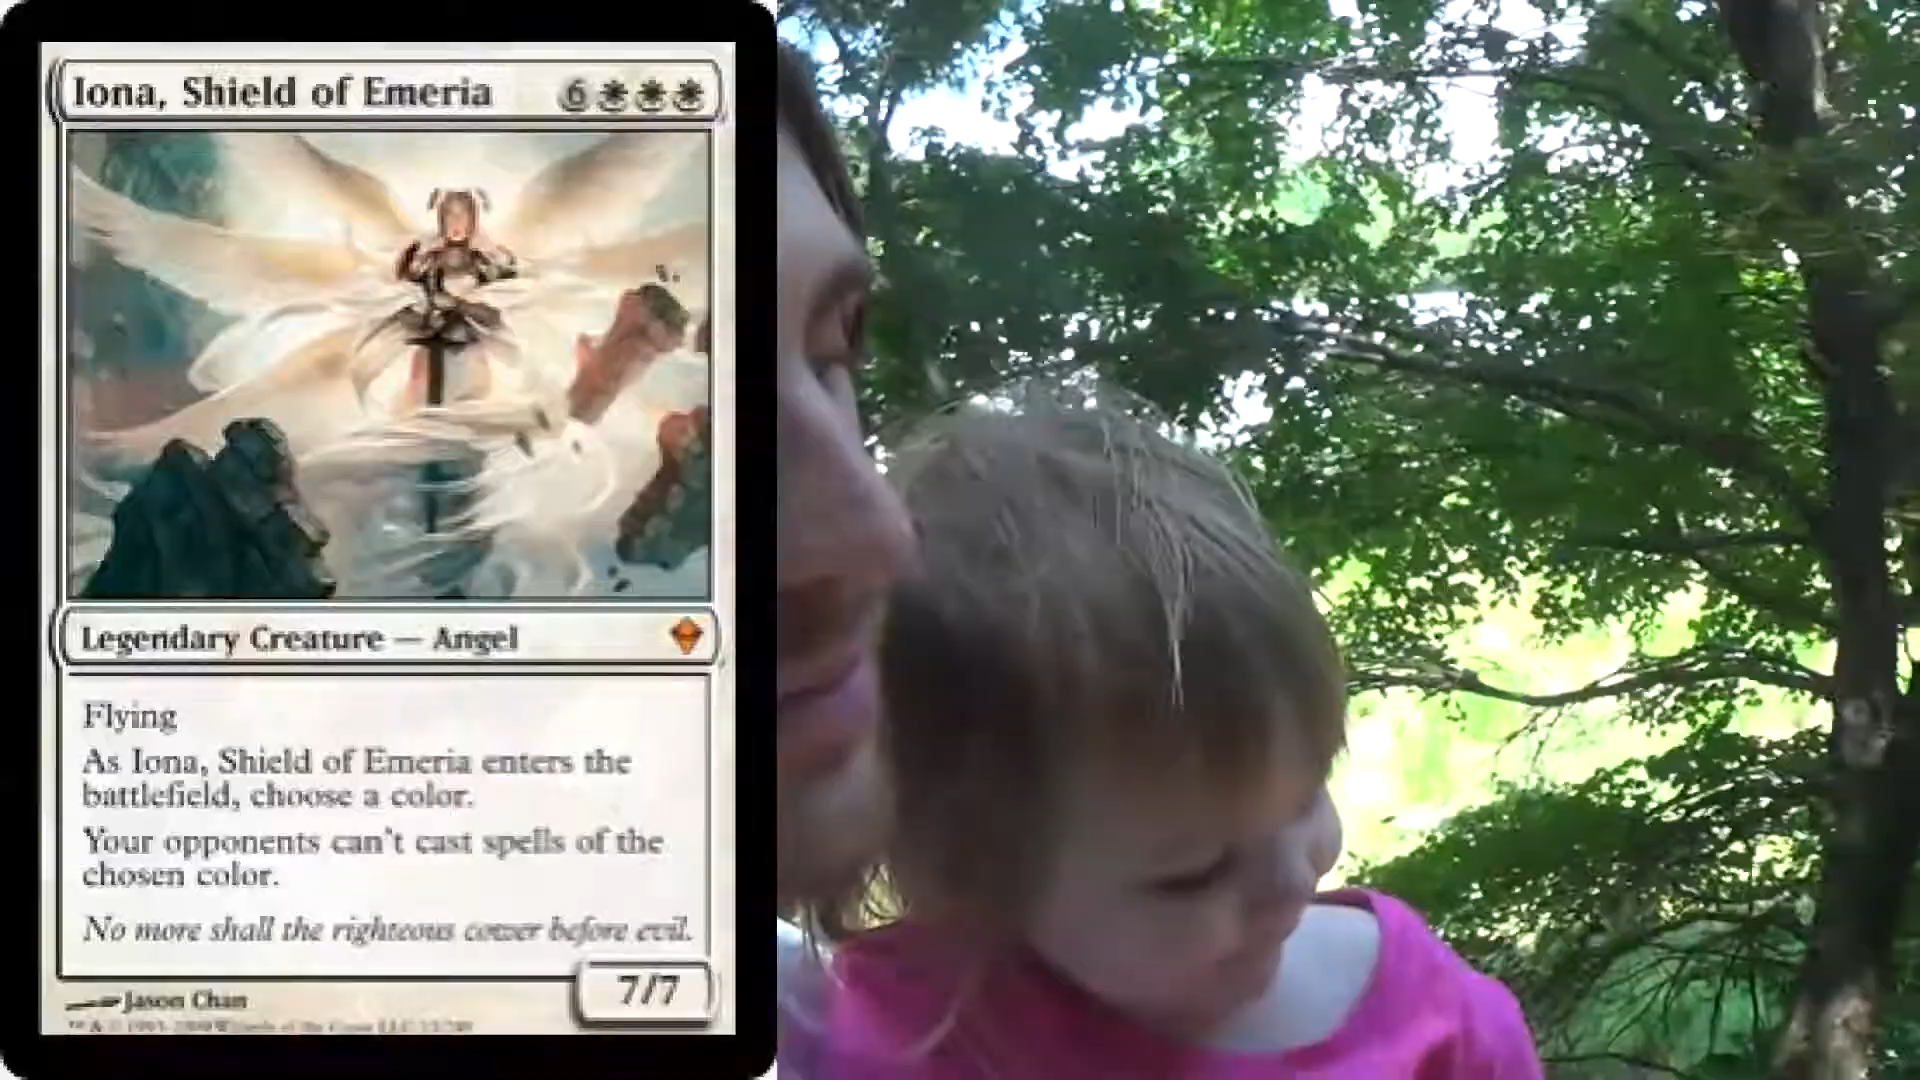 Iona, Shield of Emeria 6
Legendary Creature — Angel
Flying
As Iona, Shield of Emeria enters the
battlefield, choose a color.
Your opponents can't cast spells of the
chosen color.
No more shall the righteous cower before evil.
7/7
Jason Chan